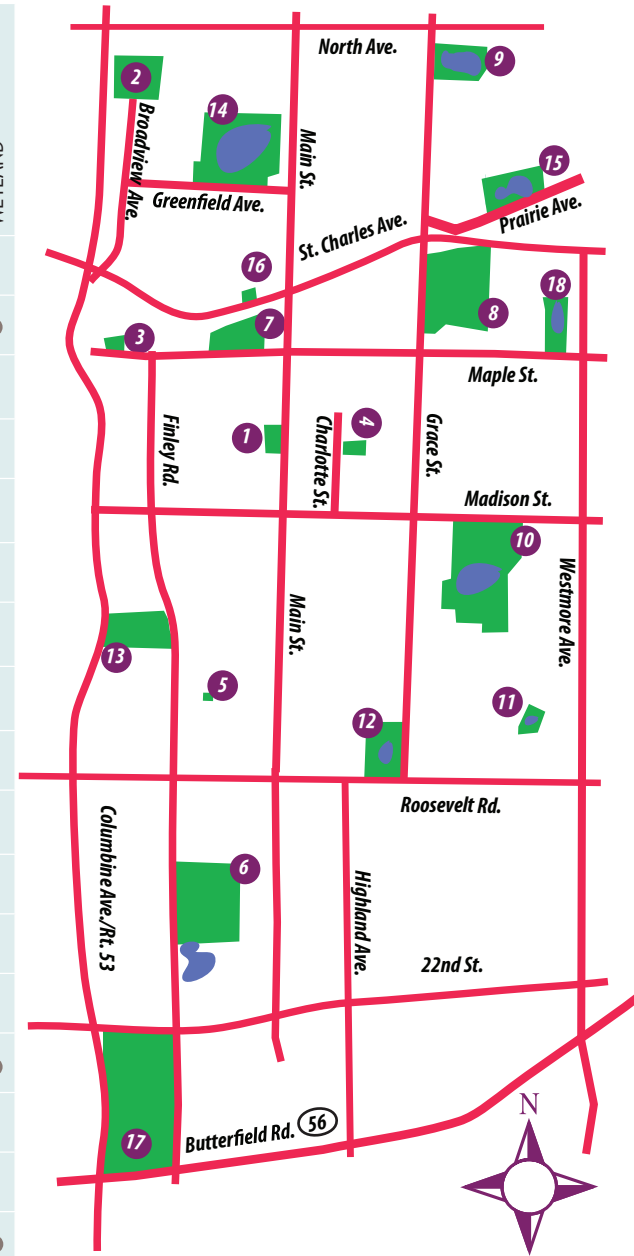 North Ave.
2
9
14
Broadview Ave.
Main St.
WETLAND
15
Greenfield Ave.
Prairie Ave.
St. Charles Ave.
16
18
8
7
3
Maple St.
1
Finley Rd.
Charlotte St.
4
Grace St.
Madison St.
10
Westmore Ave.
Main St.
13
5
11
12
Roosevelt Rd.
Columbine Ave./Rt. 53
6
Highland Ave.
22nd St.
N
17
Butterfield Rd. 56